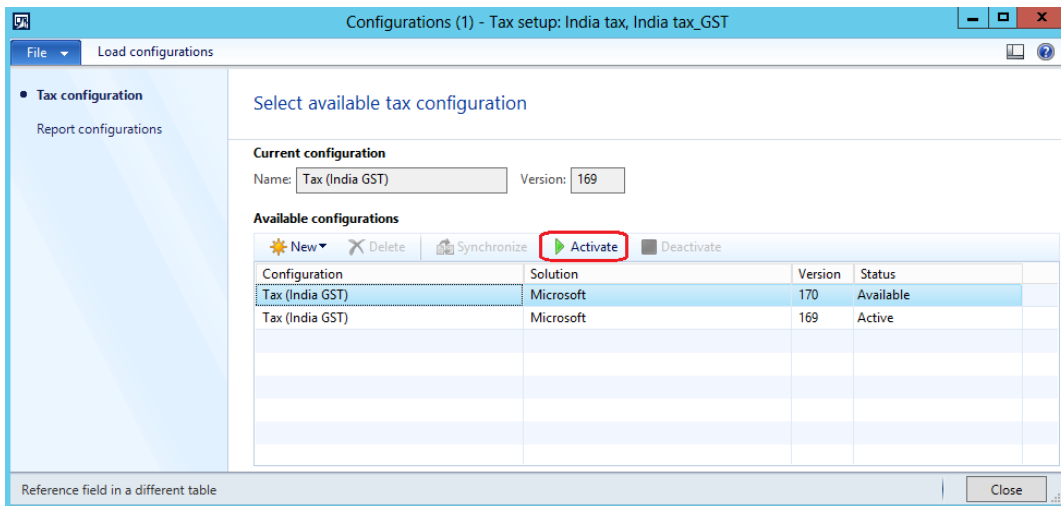 Configurations (1) - Tax setup: India tax, India tax_GST
File Load configurations
Tax configuration
Report configurations
Select available tax configuration
Current configuration
Name: Tax (India GST) Version: 169
Available configurations
New Delete Synchronize Activate Deactivate
Configuration Solution Version Status
Tax (India GST) Microsoft 170 Available
Tax (India GST) Microsoft 169 Active
Reference field in a different table Close